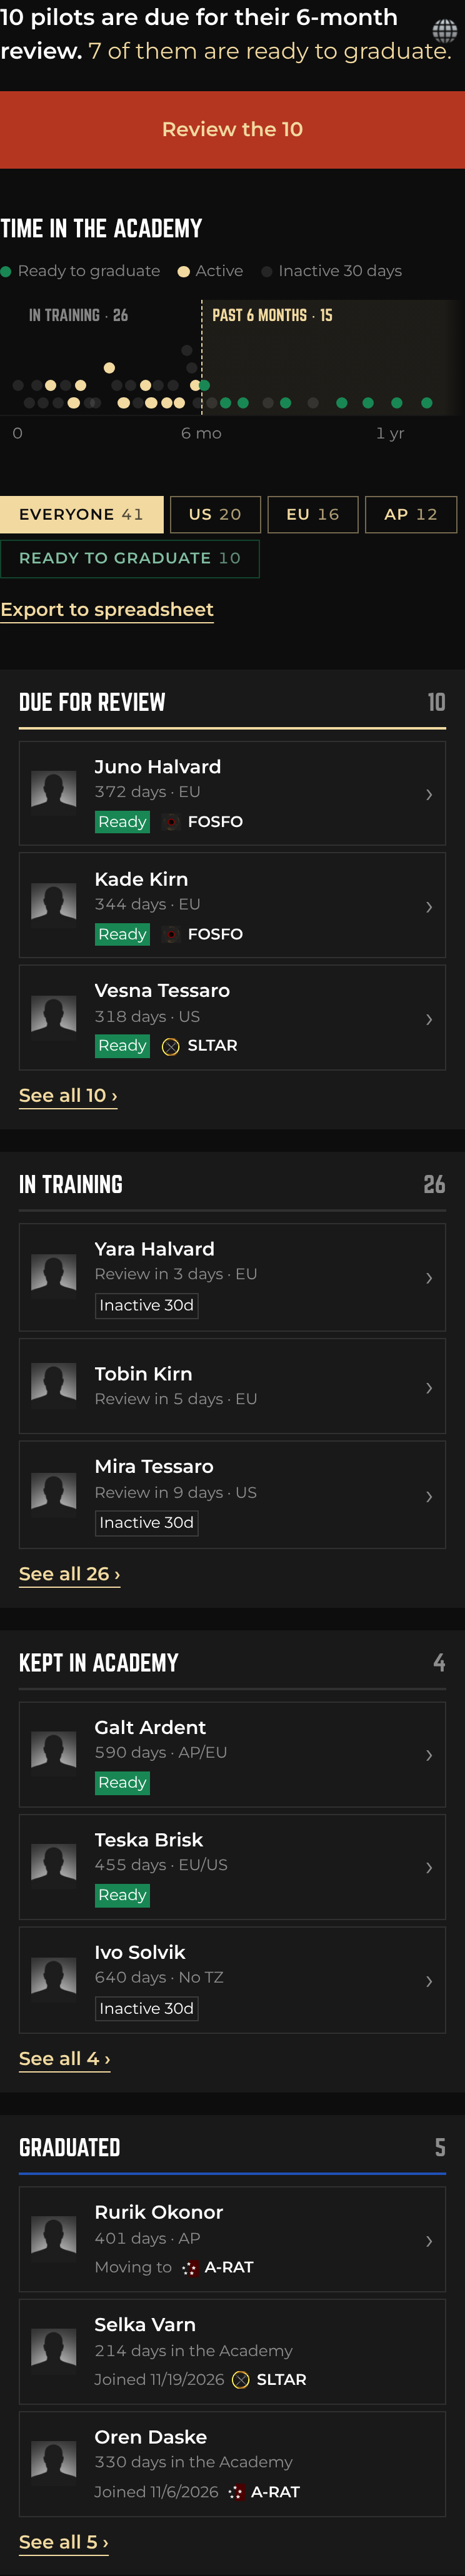 10 pilots are due for their 6-month
review. 7 of them are ready to graduate.
Review the 10
TIME IN THE ACADEMY
Ready to graduate Active Inactive 30 days
IN TRAINING · 26 PAST 6 MONTHS · 15
0 6 mo 1 yr
EVERYONE 41 US 20 EU 16 AP 12
READY TO GRADUATE 10
Export to spreadsheet
DUE FOR REVIEW 10
Juno Halvard
372 days · EU
Ready FOSFO
›
Kade Kirn
344 days · EU
Ready FOSFO
›
Vesna Tessaro
318 days · US
Ready SLTAR
›
See all 10 ›
IN TRAINING 26
Yara Halvard
Review in 3 days · EU
Inactive 30d
›
Tobin Kirn
Review in 5 days · EU
›
Mira Tessaro
Review in 9 days · US
Inactive 30d
›
See all 26 ›
KEPT IN ACADEMY 4
Galt Ardent
590 days · AP/EU
Ready
›
Teska Brisk
455 days · EU/US
Ready
›
Ivo Solvik
640 days · No TZ
Inactive 30d
›
See all 4 ›
GRADUATED 5
Rurik Okonor
401 days · AP
Moving to A-RAT
›
Selka Varn
214 days in the Academy
Joined 11/19/2026 SLTAR
Oren Daske
330 days in the Academy
Joined 11/6/2026 A-RAT
See all 5 ›